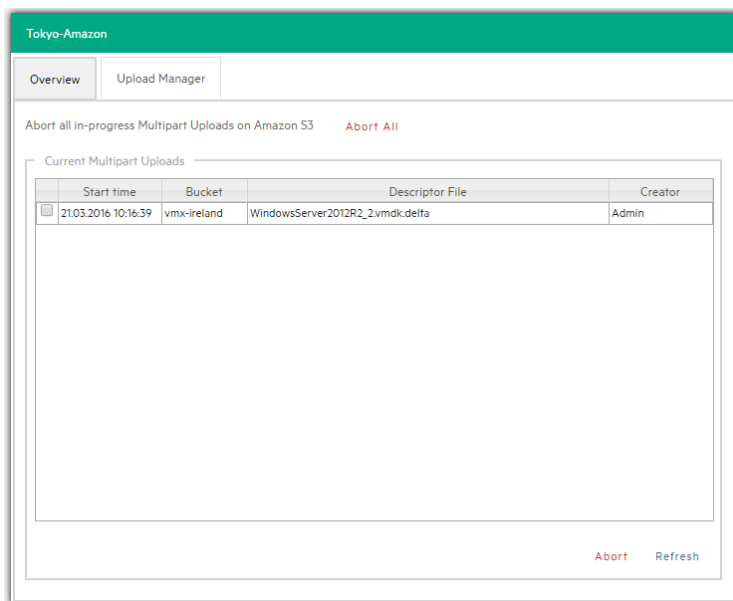 Tokyo-Amazon
Overview Upload Manager
Abort all in-progress Multipart Uploads on Amazon S3 Abort All
Current Multipart Uploads
Start time Bucket Descriptor File Creator
21.03.2016 10:16:39 vmx-ireland WindowsServer2012R2_2.vmdk.delta Admin
Abort Refresh